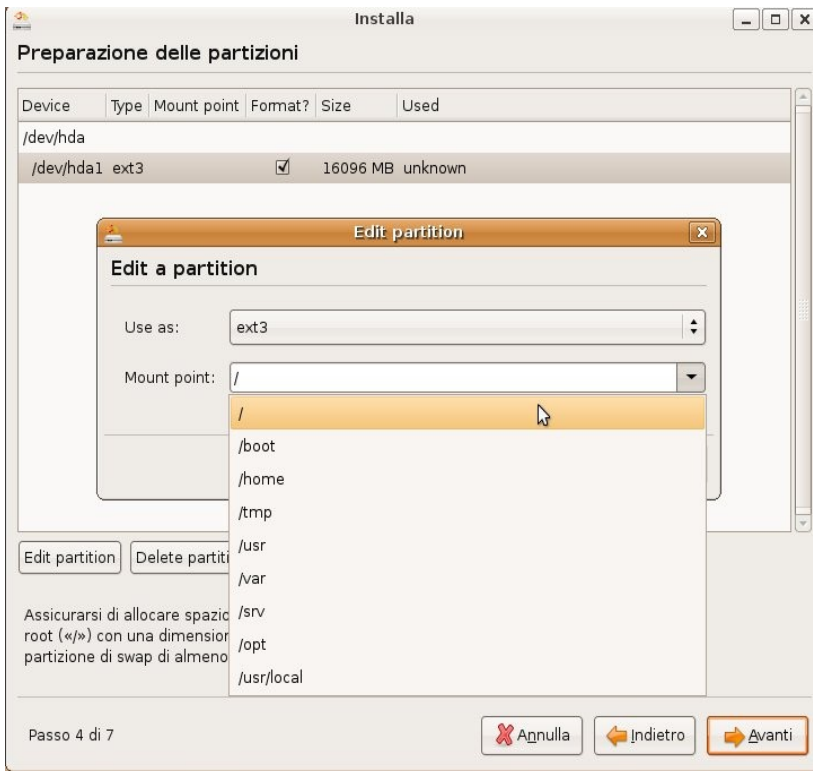 Installa
Preparazione delle partizioni
Device Type Mount point Format? Size Used
/dev/hda
/dev/hda1 ext3 16096 MB unknown
Edit partition
Edit a partition
Use as: ext3
Mount point: /
/
/boot
/home
/tmp
/usr
/var
/srv
/opt
/usr/local
Edit partition Delete partiti
Assicurarsi di allocare spazio
root («/») con una dimension
partizione di swap di almeno
Passo 4 di 7
Annulla Indietro Avanti